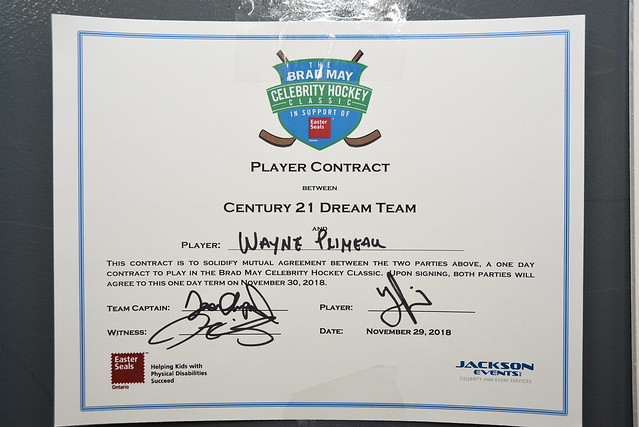 THE
BRAD MAY
CELEBRITY HOCKEY
CLASSIC
IN SUPPORT OF
Easter
Seals
PLAYER CONTRACT
BETWEEN
CENTURY 21 DREAM TEAM
AND
PLAYER: WAYNE PRIMEAU
THIS CONTRACT IS TO SOLIDIFY MUTUAL AGREEMENT BETWEEN THE TWO PARTIES ABOVE, A ONE DAY
CONTRACT TO PLAY IN THE BRAD MAY CELEBRITY HOCKEY CLASSIC. UPON SIGNING, BOTH PARTIES WILL
AGREE TO THIS ONE DAY TERM ON NOVEMBER 30, 2018.
TEAM CAPTAIN: PLAYER:
WITNESS: DATE: NOVEMBER 29, 2018
Easter
Seals
Ontario
Helping Kids with
Physical Disabilities
Succeed
JACKSON
EVENTS INC
CELEBRITY AND EVENT SERVICES